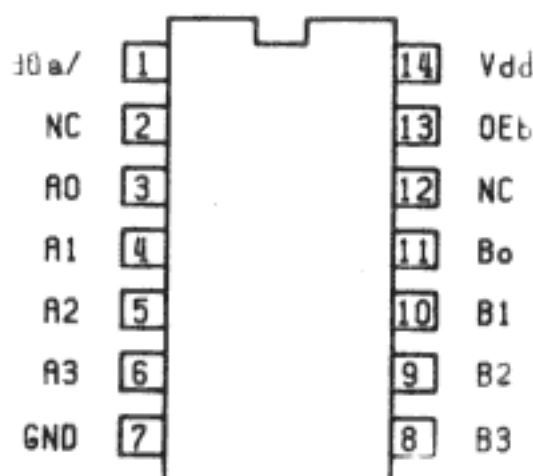 1 14 Vdd
NC 2 13 OEb
A0 3 12 NC
A1 4 11 Bo
A2 5 10 B1
A3 6 9 B2
GND 7 8 B3